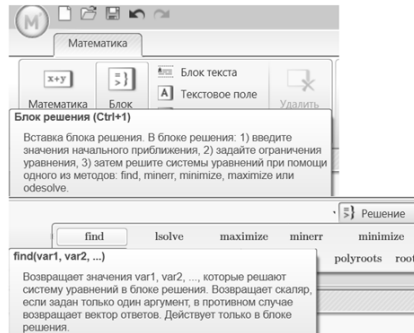 Математика
x+y
Математика
Блок
Блок текста
Текстовое поле
Удалить
Блок решения (Ctrl+1)
Вставка блока решения. В блоке решения: 1) введите
значения начального приближения, 2) задайте ограничения
уравнения, 3) затем решите системы уравнений при помощи
одного из методов: find, minerr, minimize, maximize или
odesolve.
Решение
find lsolve maximize minerr minimize
polyroots root
find(var1, var2, ...)
Возвращает значения var1, var2, ..., которые решают
систему уравнений в блоке решения. Возвращает скаляр,
если задан только один аргумент, в противном случае
возвращает вектор ответов. Действует только в блоке
решения.